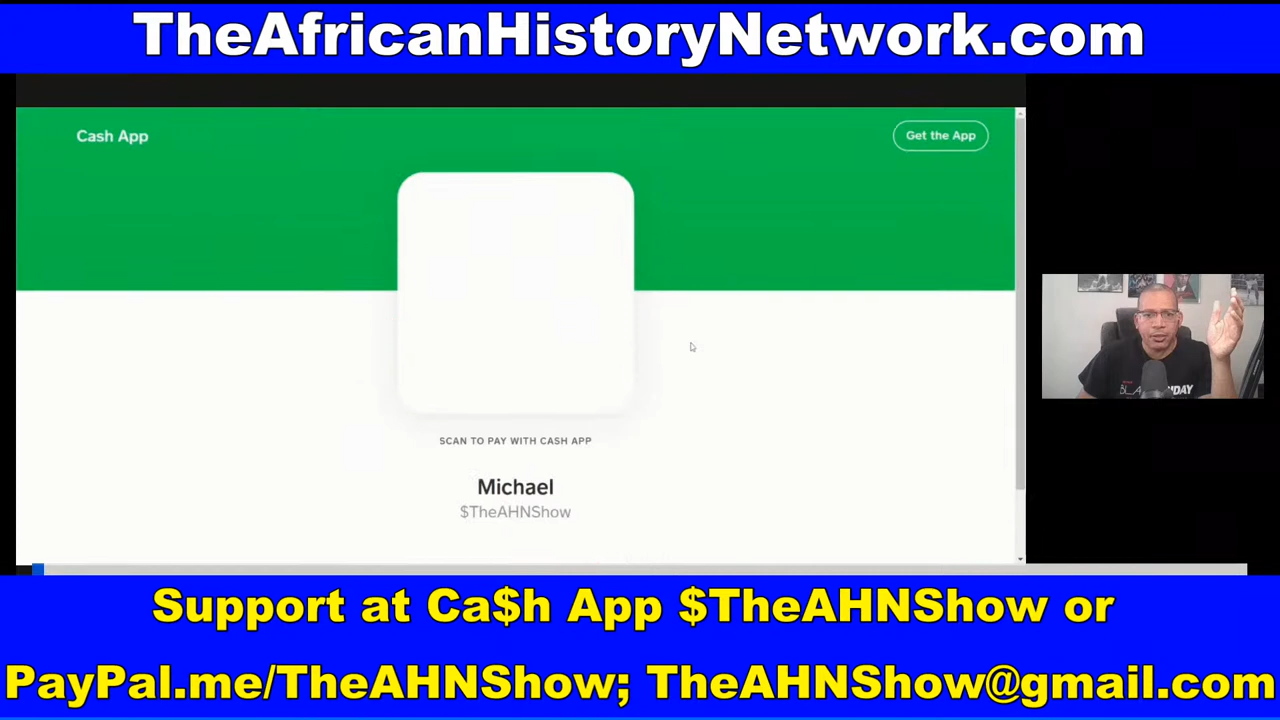 TheAfricanHistoryNetwork.com
Cash App
Get the App
SCAN TO PAY WITH CASH APP
Michael
$TheAHNShow
Support at Ca$h App $TheAHNShow or
PayPal.me/TheAHNShow; TheAHNShow@gmail.com